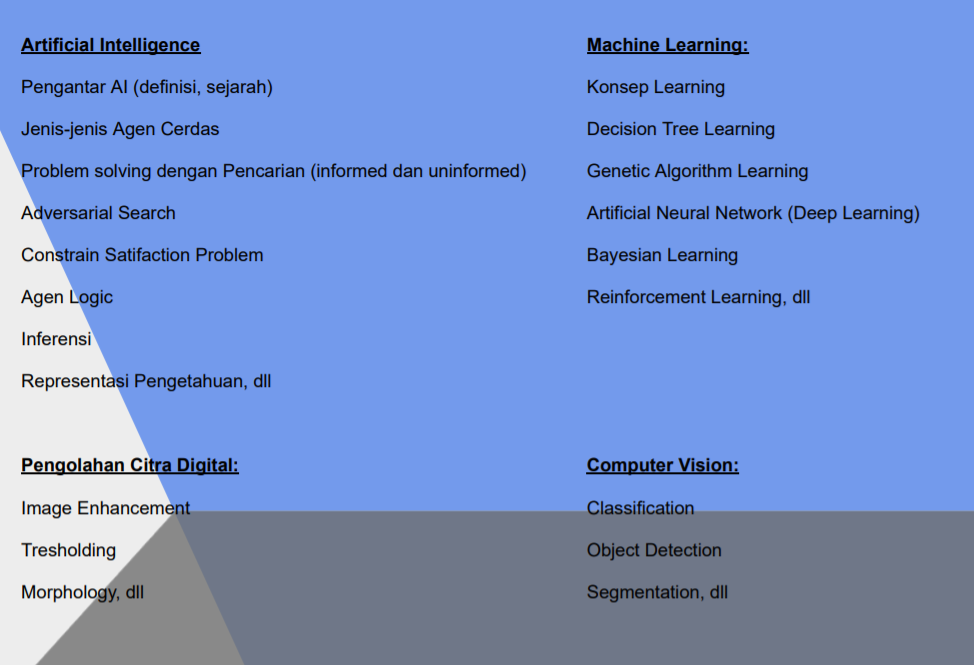 Artificial Intelligence
Pengantar AI (definisi, sejarah)
Jenis-jenis Agen Cerdas
Problem solving dengan Pencarian (informed dan uninformed)
Adversarial Search
Constrain Satifaction Problem
Agen Logic
Inferensi
Representasi Pengetahuan, dll
Machine Learning:
Konsep Learning
Decision Tree Learning
Genetic Algorithm Learning
Artificial Neural Network (Deep Learning)
Bayesian Learning
Reinforcement Learning, dll
Pengolahan Citra Digital:
Image Enhancement
Tresholding
Morphology, dll
Computer Vision:
Classification
Object Detection
Segmentation, dll